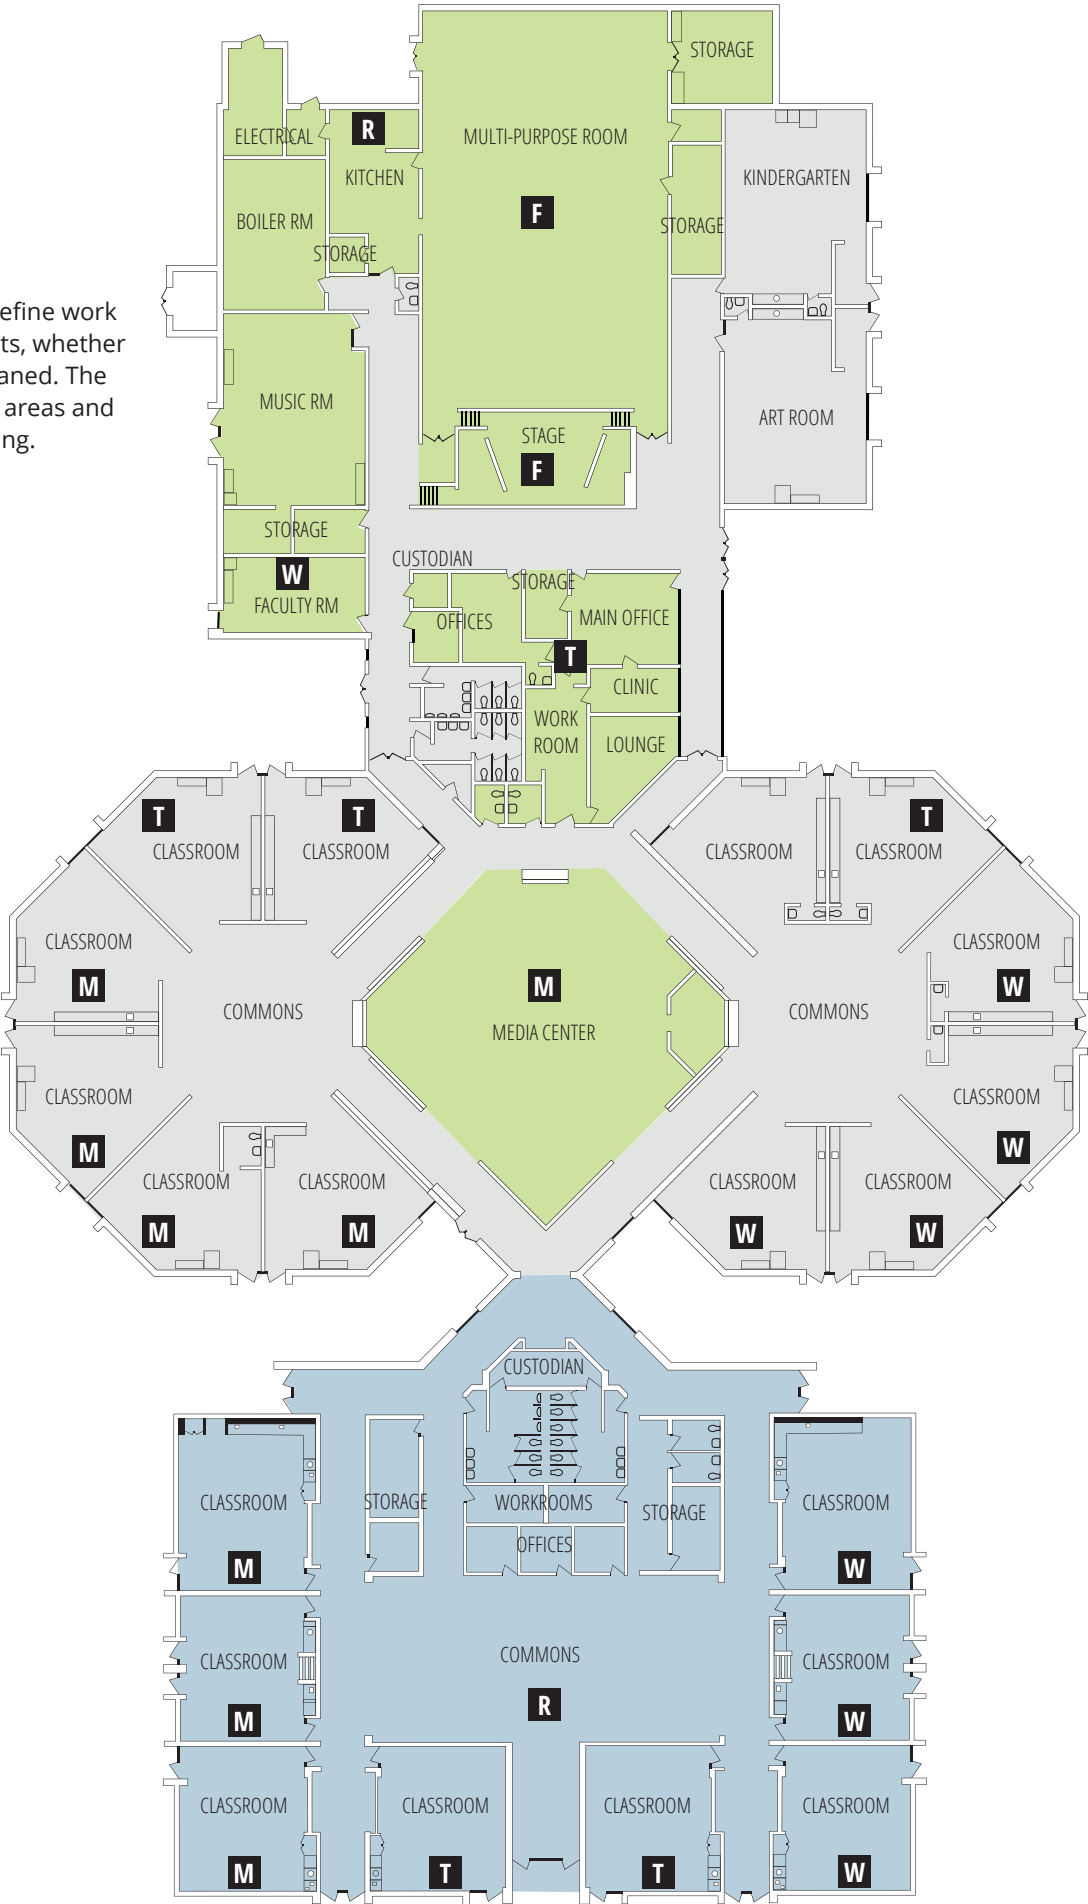 STORAGE
ELECTRICAL
R
MULTI-PURPOSE ROOM
KITCHEN
KINDERGARTEN
BOILER RM
F
STORAGE
STORAGE
efine work
ts, whether
aned. The
areas and
ng.
MUSIC RM
ART ROOM
STAGE
F
STORAGE
CUSTODIAN
W
STORAGE
FACULTY RM
OFFICES
MAIN OFFICE
T
CLINIC
WORK
ROOM
LOUNGE
T
T
T
CLASSROOM
CLASSROOM
CLASSROOM
CLASSROOM
CLASSROOM
CLASSROOM
M
M
W
COMMONS
COMMONS
MEDIA CENTER
CLASSROOM
CLASSROOM
M
W
CLASSROOM
CLASSROOM
CLASSROOM
CLASSROOM
M
M
W
W
CUSTODIAN
CLASSROOM
STORAGE
WORKROOMS
STORAGE
CLASSROOM
OFFICES
M
W
CLASSROOM
COMMONS
CLASSROOM
M
R
W
CLASSROOM
CLASSROOM
CLASSROOM
CLASSROOM
M
T
T
W